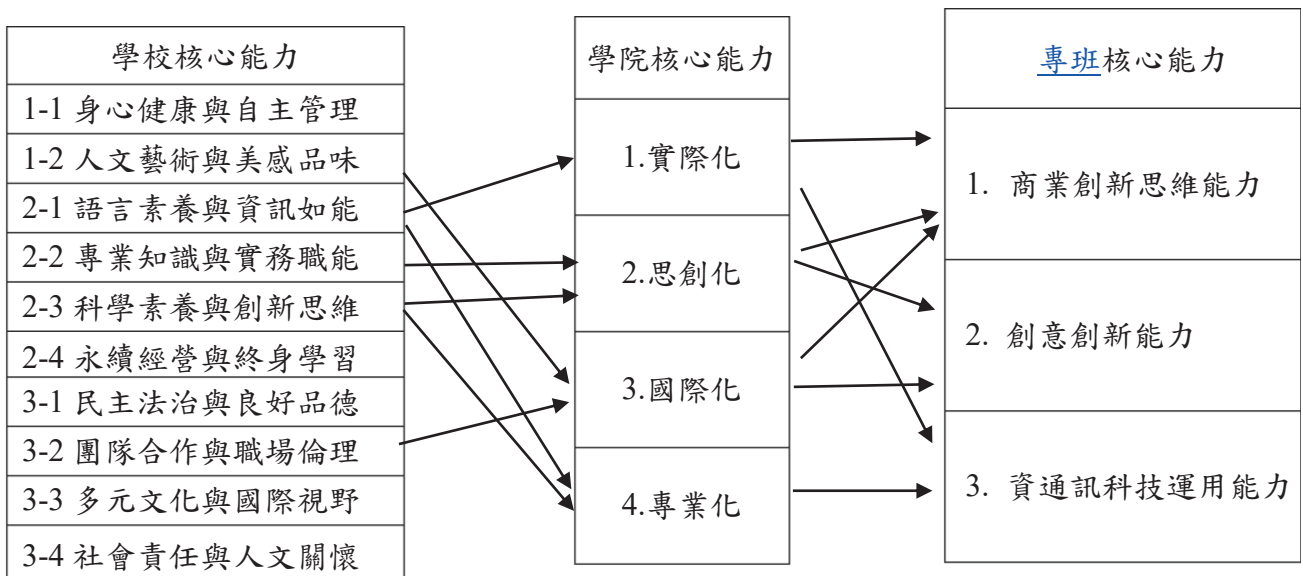 學校核心能力
1-1 身心健康與自主管理
1-2 人文藝術與美感品味
2-1 語言素養與資訊如能
2-2 專業知識與實務職能
2-3 科學素養與創新思維
2-4 永續經營與終身學習
3-1 民主法治與良好品德
3-2 團隊合作與職場倫理
3-3 多元文化與國際視野
3-4 社會責任與人文關懷
學院核心能力
1.實際化
2.思創化
3.國際化
4.專業化
專班核心能力
1. 商業創新思維能力
2. 創意創新能力
3. 資通訊科技運用能力